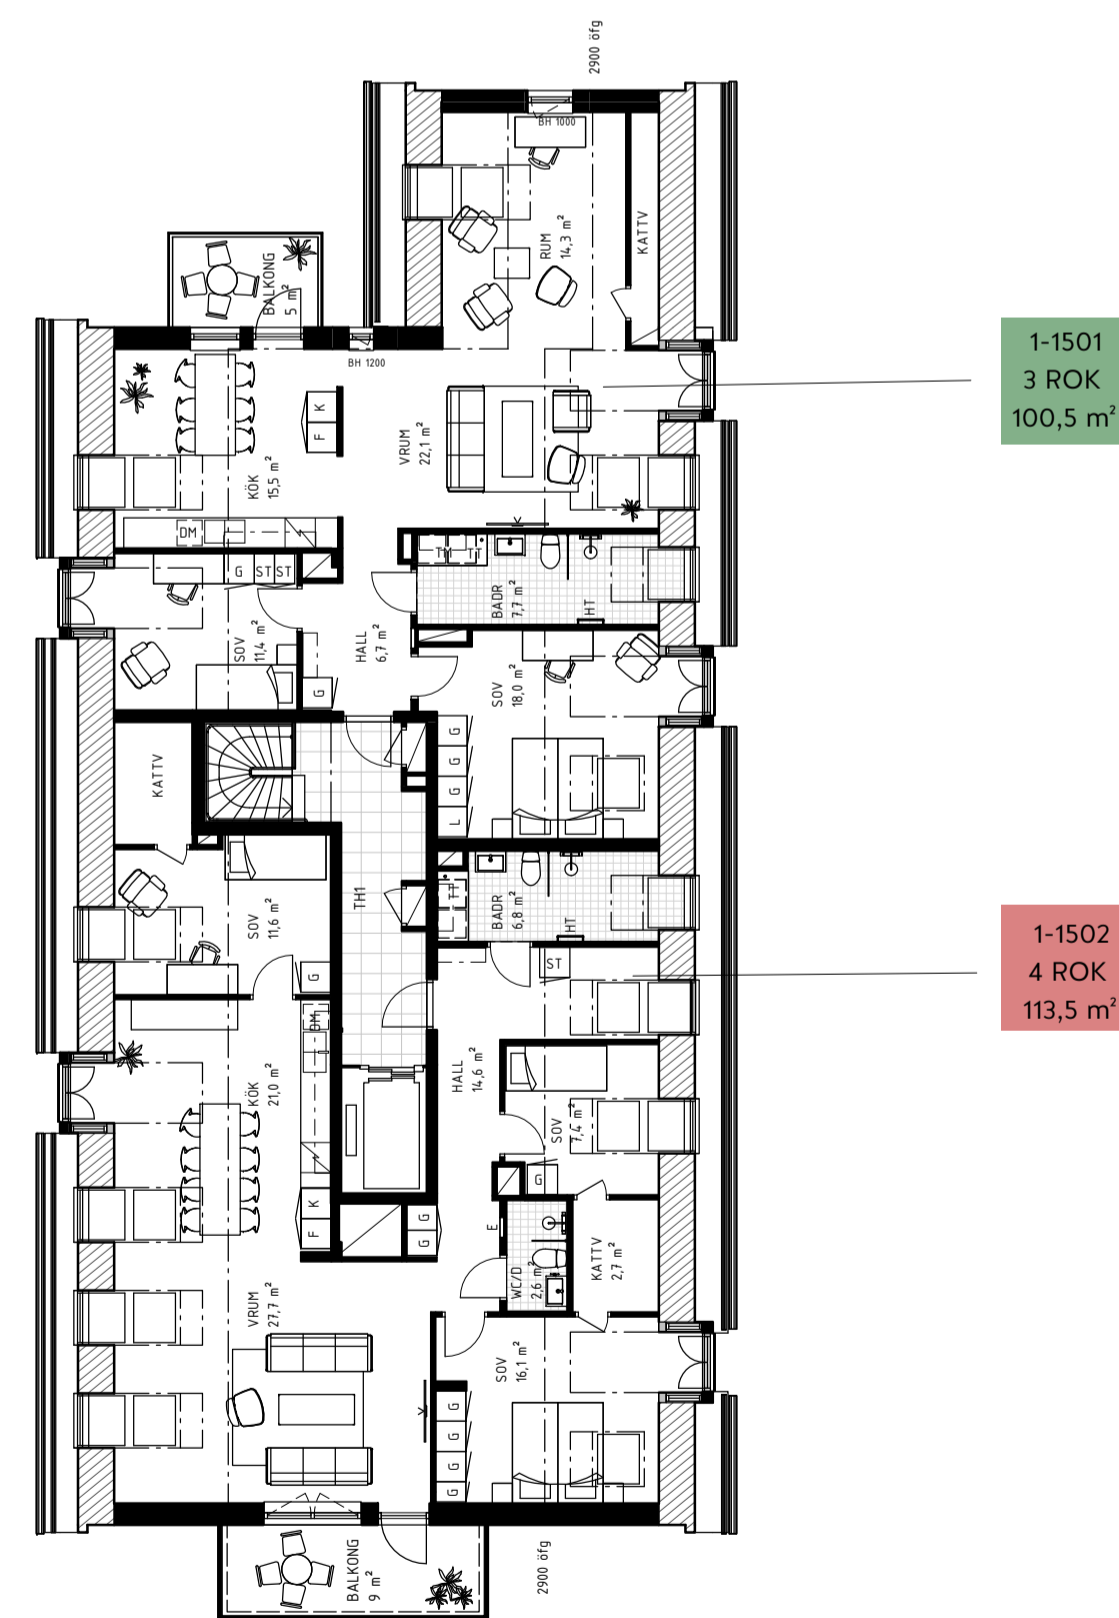 2900 öfg
BH 1000
RUM
14,3 m²
KATTV
BALKONG
5 m²
BH 1200
K
F
VRUM
22,1 m²
KÖK
15,5 m²
DM
G
ST
ST
TM
TT
BADR
7,7 m²
HT
SOV
11,4 m²
HALL
6,7 m²
G
SOV
18,0 m²
G
G
G
L
KATTV
TH1
SOV
11,6 m²
G
TT
BADR
6,8 m²
HT
ST
DM
KÖK
21,0 m²
HALL
14,6 m²
SOV
7,4 m²
G
K
F
G
G
E
WC/D
2,6 m²
KATTV
2,7 m²
VRUM
27,7 m²
SOV
16,1 m²
G
G
G
G
BALKONG
9 m²
2900 öfg
1-1501
3 ROK
100,5 m²
1-1502
4 ROK
113,5 m²